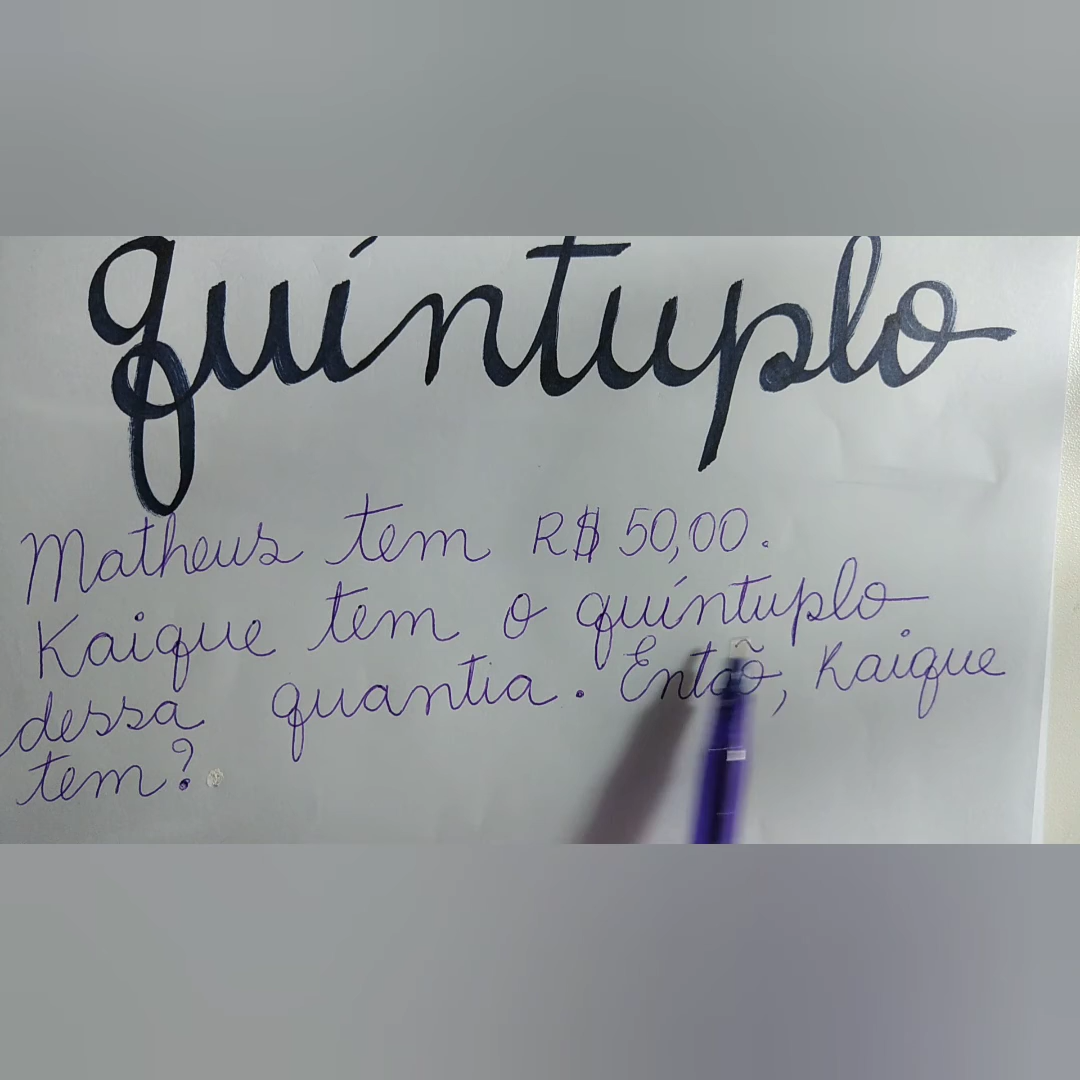 quíntuplo
Matheus tem R$ 50,00.
Kaique tem o quíntuplo
dessa quantia. Então, Kaique
tem?